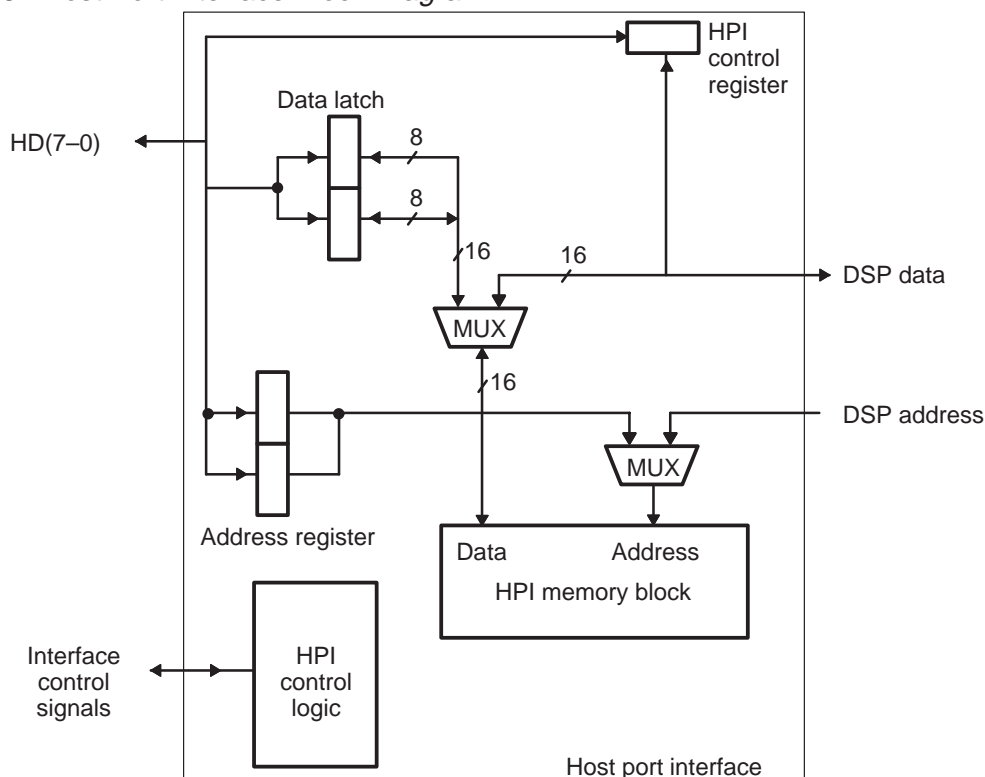 HPI
control
register
Data latch
HD(7–0)
8
8
16
16
DSP data
MUX
16
DSP address
MUX
Address register
Data Address
HPI memory block
Interface
control
signals
HPI
control
logic
Host port interface